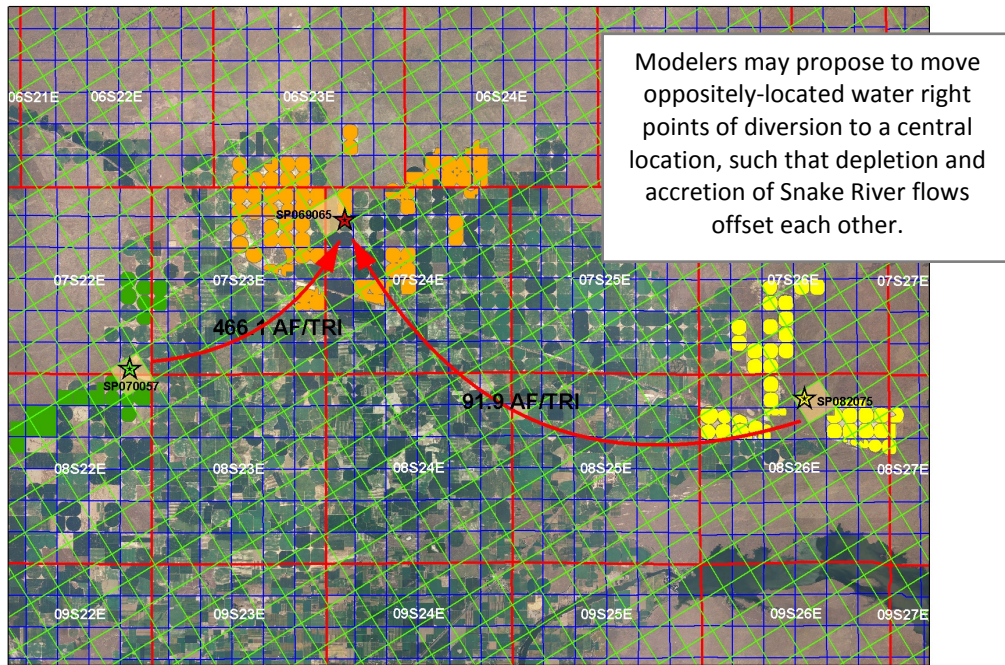 Modelers may propose to move
oppositely-located water right
points of diversion to a central
location, such that depletion and
accretion of Snake River flows
offset each other.
06S21E
06S22E
06S23E
06S24E
SP069065
07S22E
07S23E
07S24E
07S25E
07S26E
07S27E
466.1 AF/TRI
SP070057
91.9 AF/TRI
SP082075
08S22E
08S23E
08S24E
08S25E
08S26E
08S27E
09S22E
09S23E
09S24E
09S25E
09S26E
09S27E